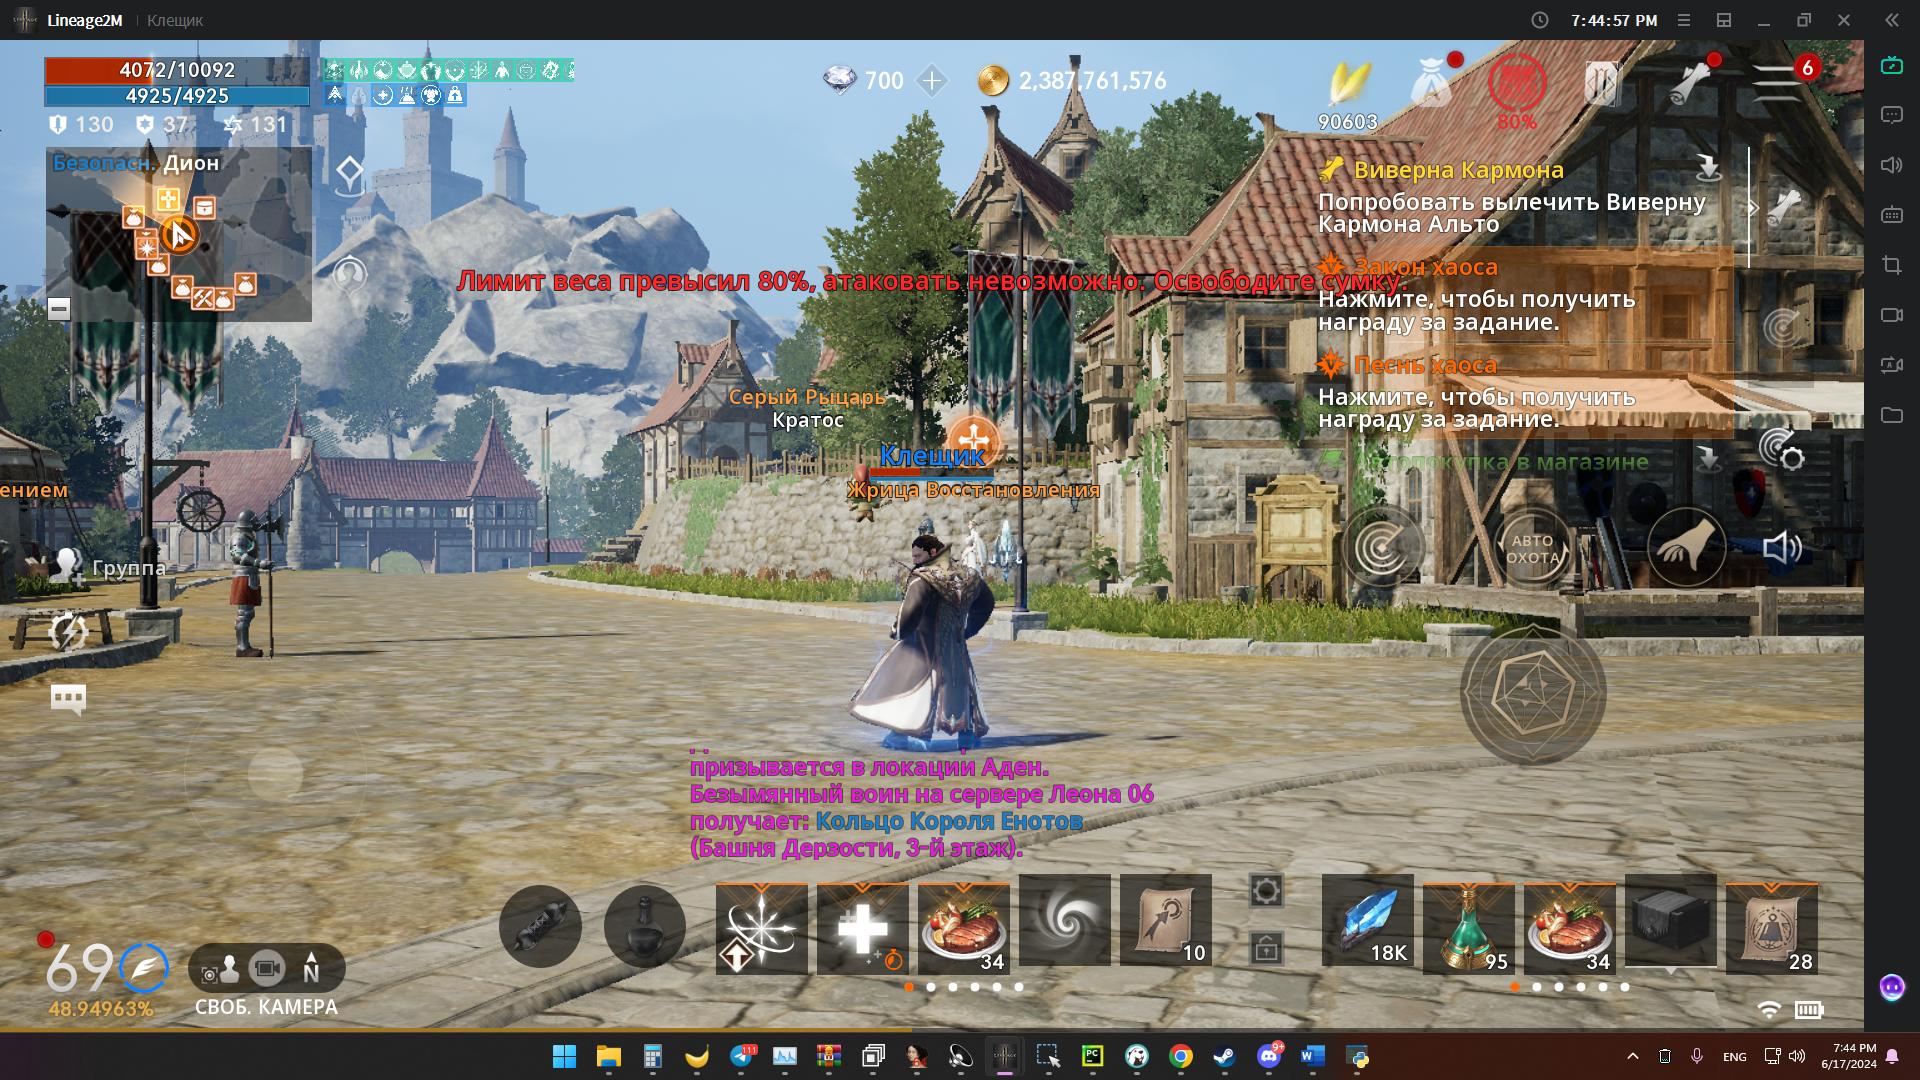 Lineage2M
Клещик
7:44:57 PM
4072/10092
4925/4925
130
37
131
700
2,387,761,576
90603
80%
6
Безопасн. Дион
Виверна Кармона
Попробовать вылечить Виверну
Кармона Альто
Закон хаоса
Нажмите, чтобы получить
награду за задание.
Песнь хаоса
Нажмите, чтобы получить
награду за задание.
Автопокупка в магазине
Лимит веса превысил 80%, атаковать невозможно. Освободите сумку.
Серый Рыцарь
Кратос
Клещик
Жрица Восстановления
ением
Группа
АВТО
ОХОТА
призывается в локации Аден.
Безымянный воин на сервере Леона 06
получает: Кольцо Короля Енотов
(Башня Дерзости, 3-й этаж).
69
48.94963%
N
СВОБ. КАМЕРА
34
10
18K
95
34
28
111
PC
9+
W
ENG
7:44 PM
6/17/2024